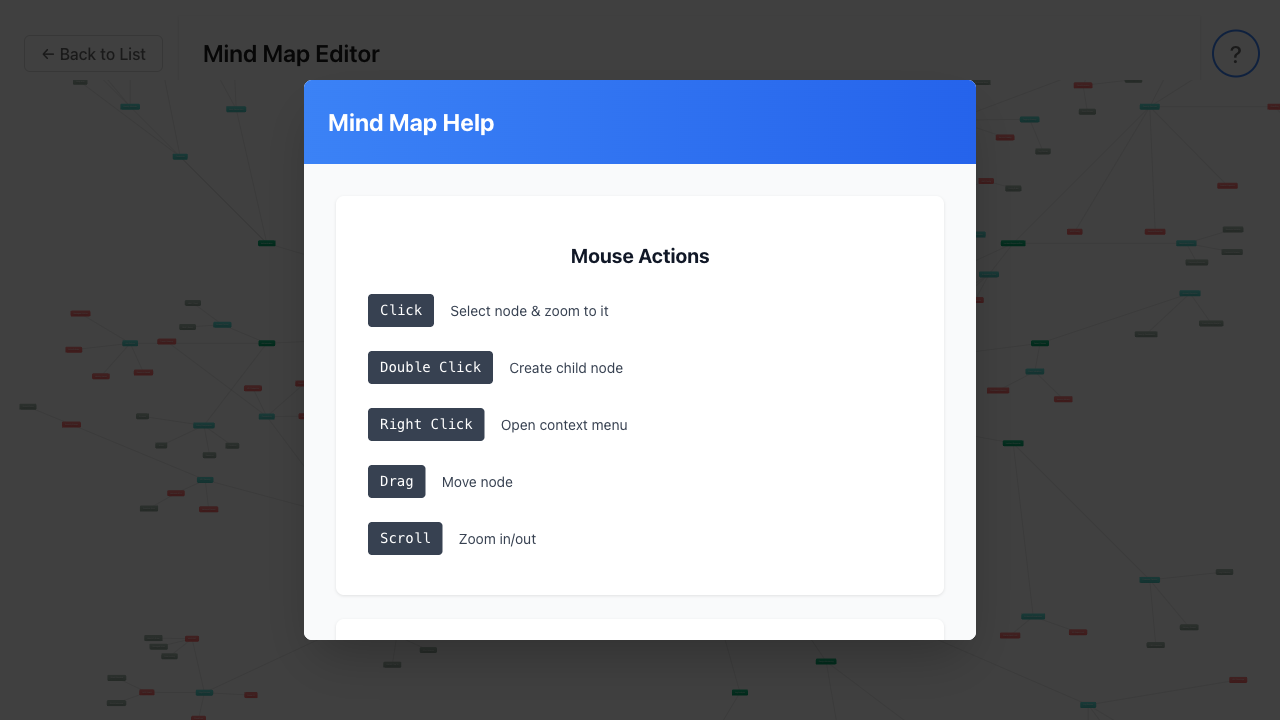 ← Back to List
Mind Map Editor
?
Mind Map Help
Mouse Actions
Click Select node & zoom to it
Double Click Create child node
Right Click Open context menu
Drag Move node
Scroll Zoom in/out